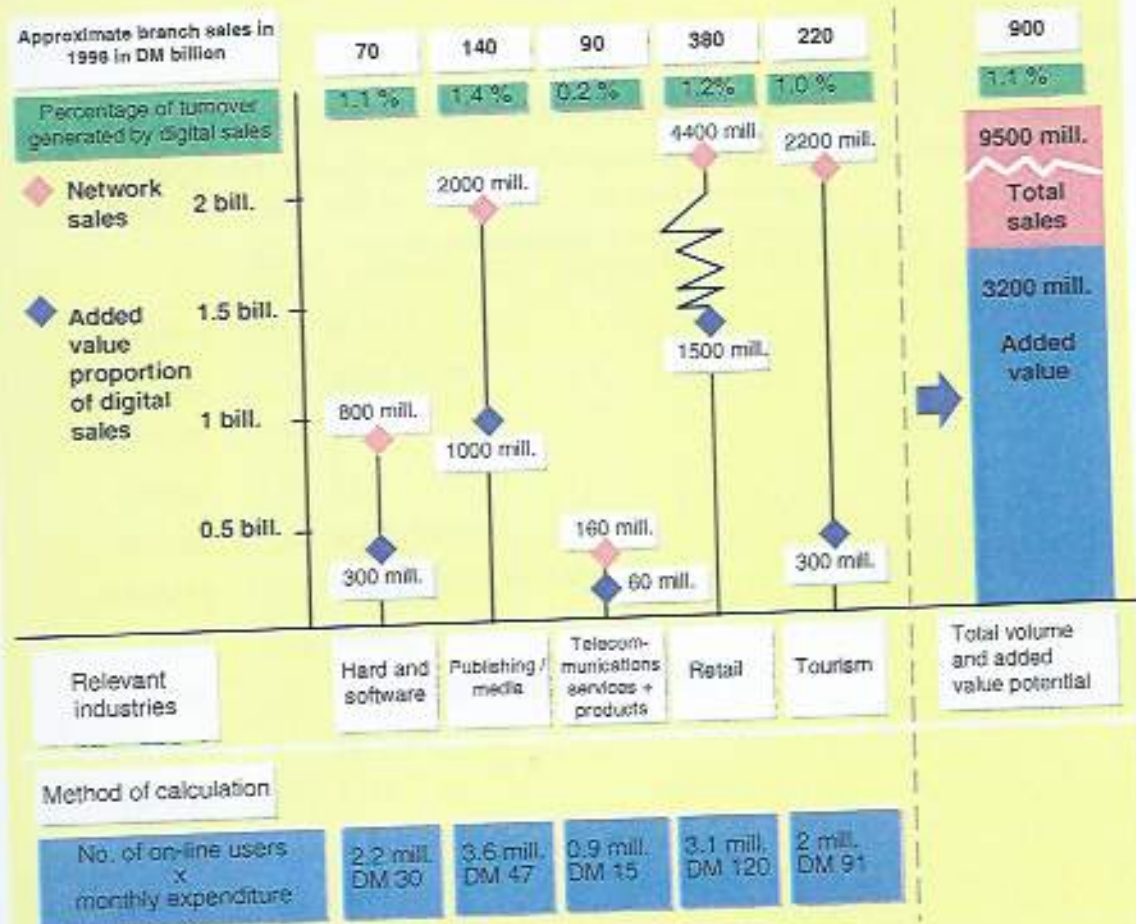 Approximate branch sales in
1996 in DM billion
70
140
90
380
220
900
Percentage of turnover
generated by digital sales
1.1 %
1.4 %
0.2 %
1.2%
1.0 %
1.1 %
Network
sales
Added
value
proportion
of digital
sales
2 bill.
1.5 bill.
1 bill.
0.5 bill.
800 mill.
300 mill.
2000 mill.
1000 mill.
160 mill.
60 mill.
4400 mill.
1500 mill.
2200 mill.
300 mill.
9500 mill.
Total
sales
3200 mill.
Added
value
Relevant
industries
Hard and
software
Publishing /
media
Telecom-
munications
services +
products
Retail
Tourism
Total volume
and added
value potential
Method of calculation
No. of on-line users
x
monthly expenditure
2.2 mill.
DM 30
3.6 mill.
DM 47
0.9 mill.
DM 15
3.1 mill.
DM 120
2 mill.
DM 91